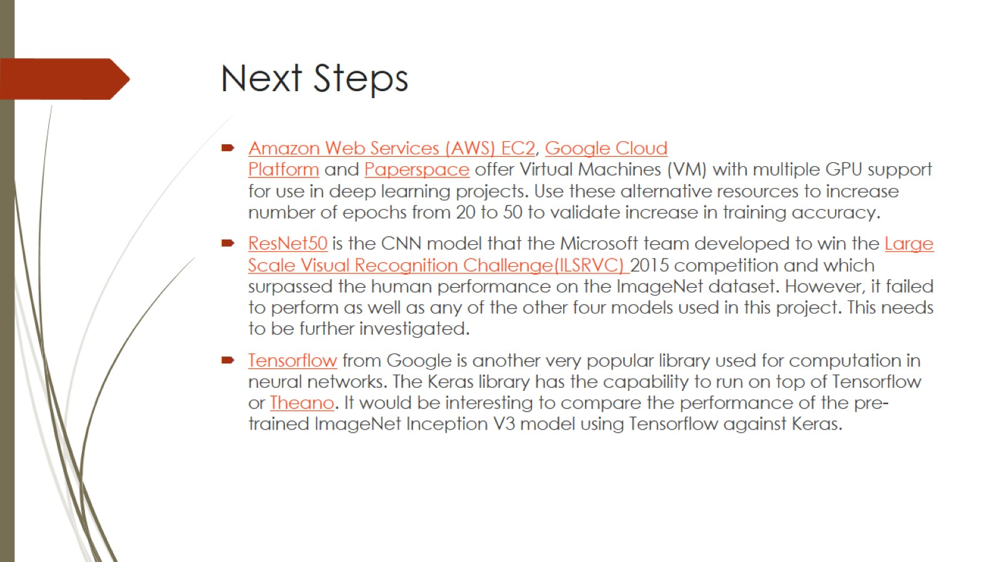 Next Steps
Amazon Web Services (AWS) EC2, Google Cloud
Platform and Paperspace offer Virtual Machines (VM) with multiple GPU support
for use in deep learning projects. Use these alternative resources to increase
number of epochs from 20 to 50 to validate increase in training accuracy.
ResNet50 is the CNN model that the Microsoft team developed to win the Large
Scale Visual Recognition Challenge(ILSRVC) 2015 competition and which
surpassed the human performance on the ImageNet dataset. However, it failed
to perform as well as any of the other four models used in this project. This needs
to be further investigated.
Tensorflow from Google is another very popular library used for computation in
neural networks. The Keras library has the capability to run on top of Tensorflow
or Theano. It would be interesting to compare the performance of the pre-
trained ImageNet Inception V3 model using Tensorflow against Keras.